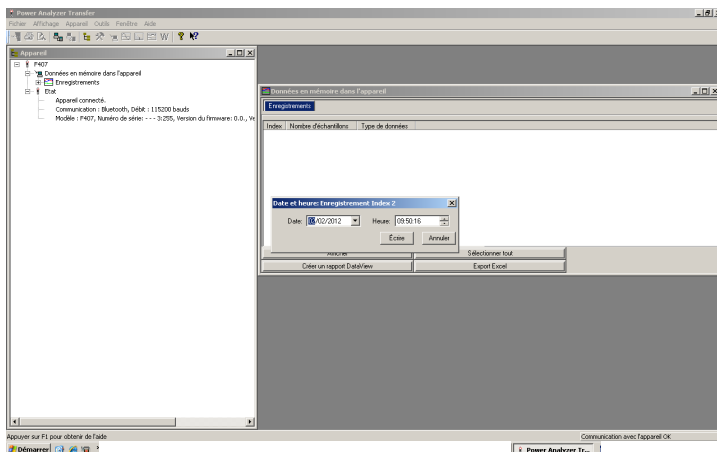 Power Analyzer Transfer
Fichier Affichage Appareil Outils Fenêtre Aide
Appareil
F407
Données en mémoire dans l'appareil
Enregistrements
Etat
Appareil connecté.
Communication : Bluetooth, Débit : 115200 bauds
Modèle : F407, Numéro de série: - - - 3:255, Version du firmware: 0.0., Ve
Données en mémoire dans l'appareil
Enregistrements
Index Nombre d'échantillons Type de données
Date et heure: Enregistrement Index 2
Date: 02/02/2012 Heure: 09:50:16
Écrire Annuler
Afficher Sélectionner tout
Créer un rapport DataView Export Excel
Appuyer sur F1 pour obtenir de l'aide Communication avec l'appareil OK
Démarrer Power Analyzer Tr...